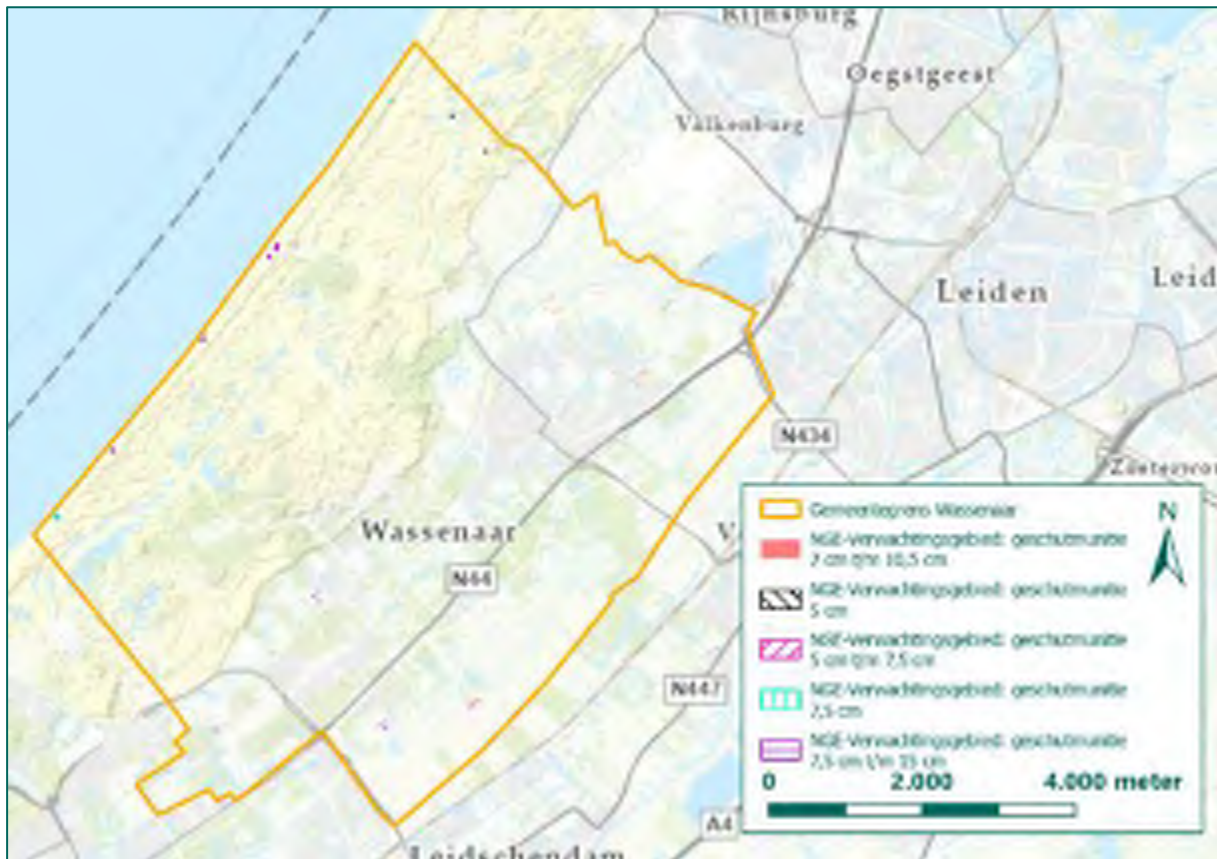 Rijnsburg
Oegstgeest
Valkenburg
Leiden
Leid
N434
Zoeterwou
Wassenaar
V
N44
N447
A4
Leidschendam
Gemeentegrens Wassenaar
NGE-Verwachtingsgebied: geschutmunitie
2 cm t/m 10,5 cm
NGE-Verwachtingsgebied: geschutmunitie
5 cm
NGE-Verwachtingsgebied: geschutmunitie
5 cm t/m 7,5 cm
NGE-Verwachtingsgebied: geschutmunitie
7,5 cm
NGE-Verwachtingsgebied: geschutmunitie
7,5 cm t/m 15 cm
N
0 2.000 4.000 meter